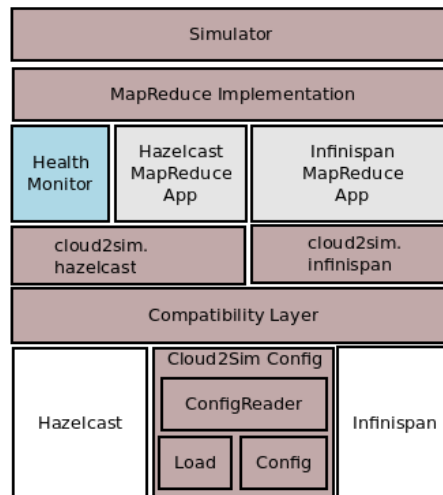 Simulator
MapReduce Implementation
Health
Monitor
Hazelcast
MapReduce
App
Infinispan
MapReduce
App
cloud2sim.
hazelcast
cloud2sim.
infinispan
Compatibility Layer
Hazelcast
Cloud2Sim Config
ConfigReader
Load
Config
Infinispan